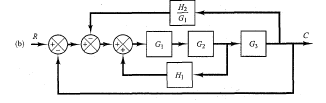 H₂
G₁
(b) R G₁ G₂ G₃ C
H₁